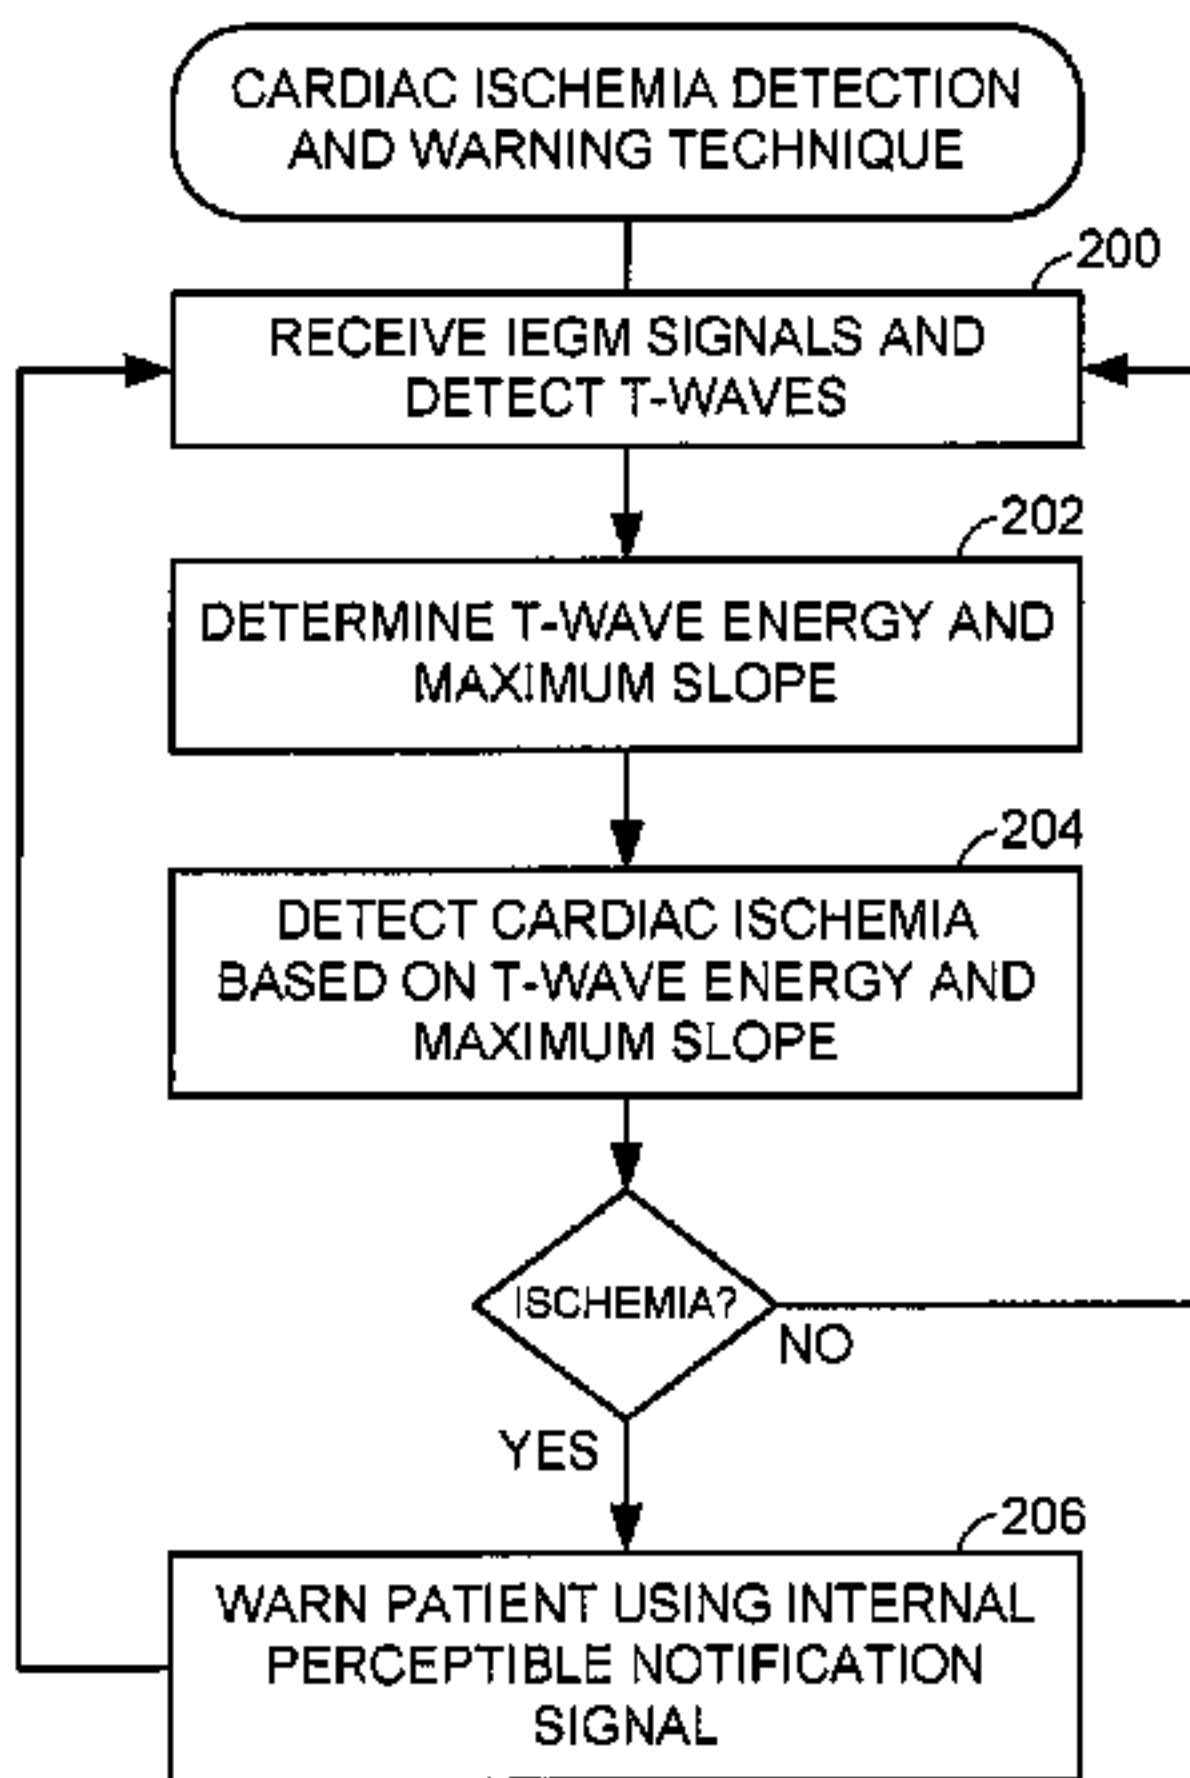 CARDIAC ISCHEMIA DETECTION
AND WARNING TECHNIQUE
200
RECEIVE IEGM SIGNALS AND
DETECT T-WAVES
202
DETERMINE T-WAVE ENERGY AND
MAXIMUM SLOPE
204
DETECT CARDIAC ISCHEMIA
BASED ON T-WAVE ENERGY AND
MAXIMUM SLOPE
ISCHEMIA?
NO
YES
206
WARN PATIENT USING INTERNAL
PERCEPTIBLE NOTIFICATION
SIGNAL